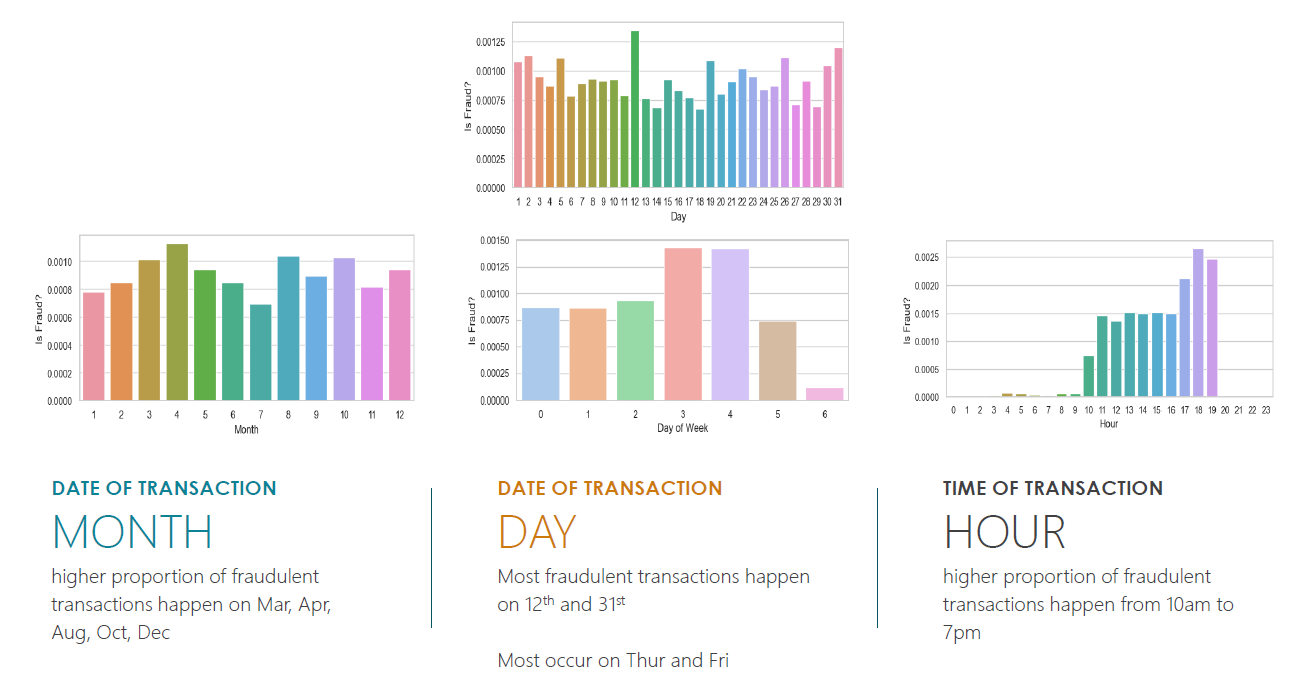 0.00125
0.00100
0.00075
0.00050
0.00025
0.00000
Is Fraud?
1 2 3 4 5 6 7 8 9 10 11 12 13 14 15 16 17 18 19 20 21 22 23 24 25 26 27 28 29 30 31
Day
0.0010
0.0008
0.0006
0.0004
0.0002
0.0000
Is Fraud?
1 2 3 4 5 6 7 8 9 10 11 12
Month
0.00150
0.00125
0.00100
0.00075
0.00050
0.00025
0.00000
Is Fraud?
0 1 2 3 4 5 6
Day of Week
0.0025
0.0020
0.0015
0.0010
0.0005
0.0000
Is Fraud?
0 1 2 3 4 5 6 7 8 9 10 11 12 13 14 15 16 17 18 19 20 21 22 23
Hour
DATE OF TRANSACTION
MONTH
higher proportion of fraudulent
transactions happen on Mar, Apr,
Aug, Oct, Dec
DATE OF TRANSACTION
DAY
Most fraudulent transactions happen
on 12th and 31st
Most occur on Thur and Fri
TIME OF TRANSACTION
HOUR
higher proportion of fraudulent
transactions happen from 10am to
7pm